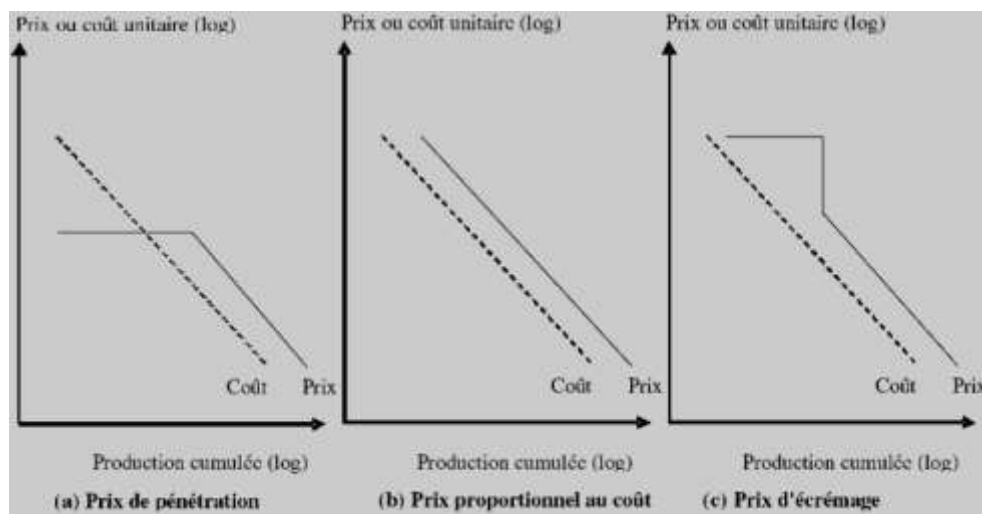 Prix ou coût unitaire (log)
Coût
Prix
Production cumulée (log)
(a) Prix de pénétration
Prix ou coût unitaire (log)
Coût
Prix
Production cumulée (log)
(b) Prix proportionnel au coût
Prix ou coût unitaire (log)
Coût
Prix
Production cumulée (log)
(c) Prix d'écrémage